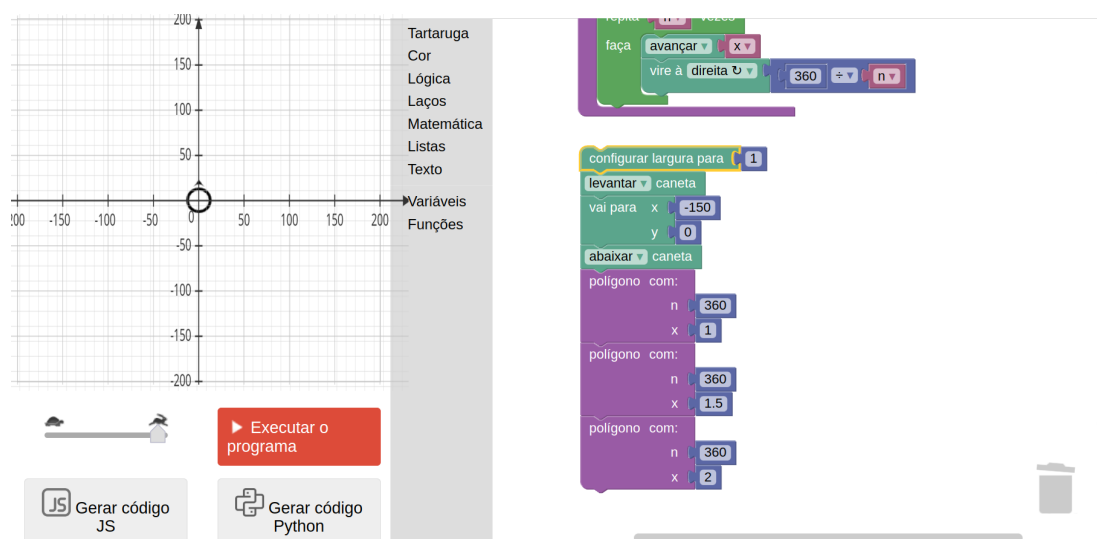 200
150
100
50
0
-50
-100
-150
-200
200 -150 -100 -50 50 100 150 200
Tartaruga
Cor
Lógica
Laços
Matemática
Listas
Texto
Variáveis
Funções
Executar o
programa
JS Gerar código
JS
Gerar código
Python
repita n vezes
faça avançar x
vire à direita ↻ 360 ÷ n
configurar largura para 1
levantar caneta
vai para x -150
y 0
abaixar caneta
polígono com:
n 360
x 1
polígono com:
n 360
x 1.5
polígono com:
n 360
x 2